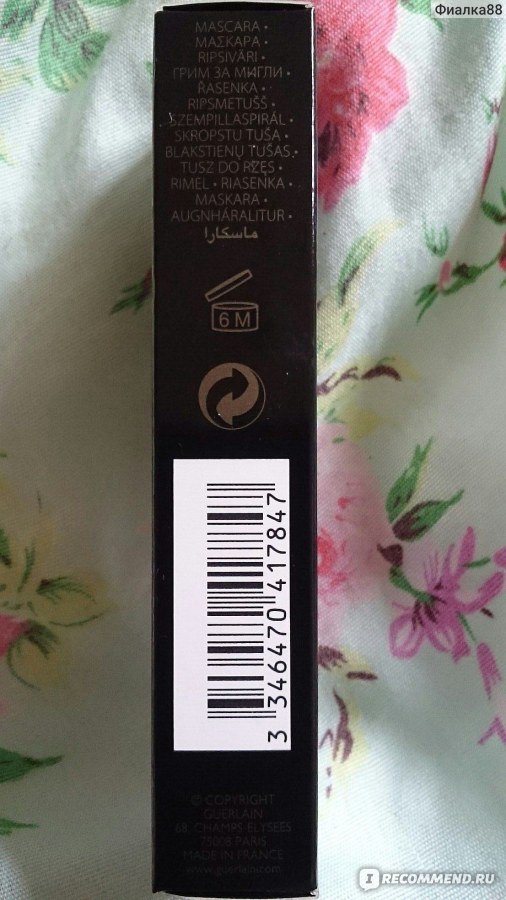 Фиалка88
MASCARA •
ΜΑΣΚΑΡΑ •
RIPSIVÄRI •
ГРИМ ЗА МИГЛИ •
ŘASENKA •
RIPSMETUŠŠ •
SZEMPILLASPIRÁL •
SKROPSTU TUŠA •
BLAKSTIENŲ TUŠAS •
TUSZ DO RZĘS •
RIMEL • RIASENKA •
MASKARA •
AUGNHÁRALITUR •
ماسكارا
6 M
3 346470 417847
© COPYRIGHT
GUERLAIN
68, CHAMPS-ELYSEES
75008 PARIS
MADE IN FRANCE
www.guerlain.com
I RECOMMEND.RU